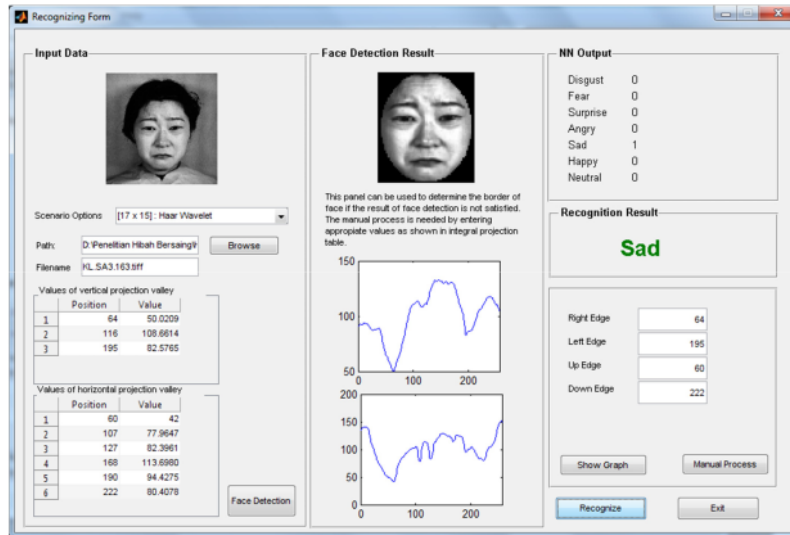 Recognizing Form
Input Data
Scenario Options [17 x 15] : Haar Wavelet
Path: D:\Penelitian Hibah Bersaing\
Browse
Filename KL.SA3.163.tiff
Values of vertical projection valley
Position Value
1 64 50.0209
2 116 108.6614
3 195 82.5765
Values of horizontal projection valley
Position Value
1 60 42
2 107 77.9647
3 127 82.3961
4 168 113.6980
5 190 94.4275
6 222 80.4078
Face Detection
Face Detection Result
This panel can be used to determine the border of
face if the result of face detection is not satisfied.
The manual process is needed by entering
appropiate values as shown in integral projection
table.
150
100
50
0 100 200
200
150
100
50
0
0 100 200
NN Output
Disgust 0
Fear 0
Surprise 0
Angry 0
Sad 1
Happy 0
Neutral 0
Recognition Result
Sad
Right Edge 64
Left Edge 195
Up Edge 60
Down Edge 222
Show Graph
Manual Process
Recognize
Exit